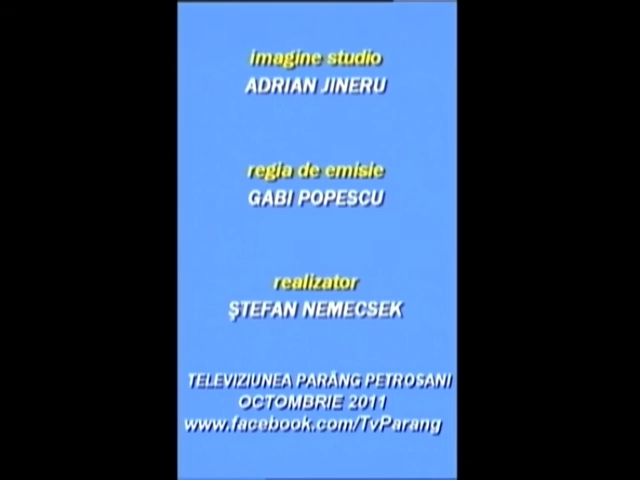 imagine studio
ADRIAN JINERU
regia de emisie
GABI POPESCU
realizator
ŞTEFAN NEMECSEK
TELEVIZIUNEA PARÂNG PETROSANI
OCTOMBRIE 2011
www.facebook.com/TvParang